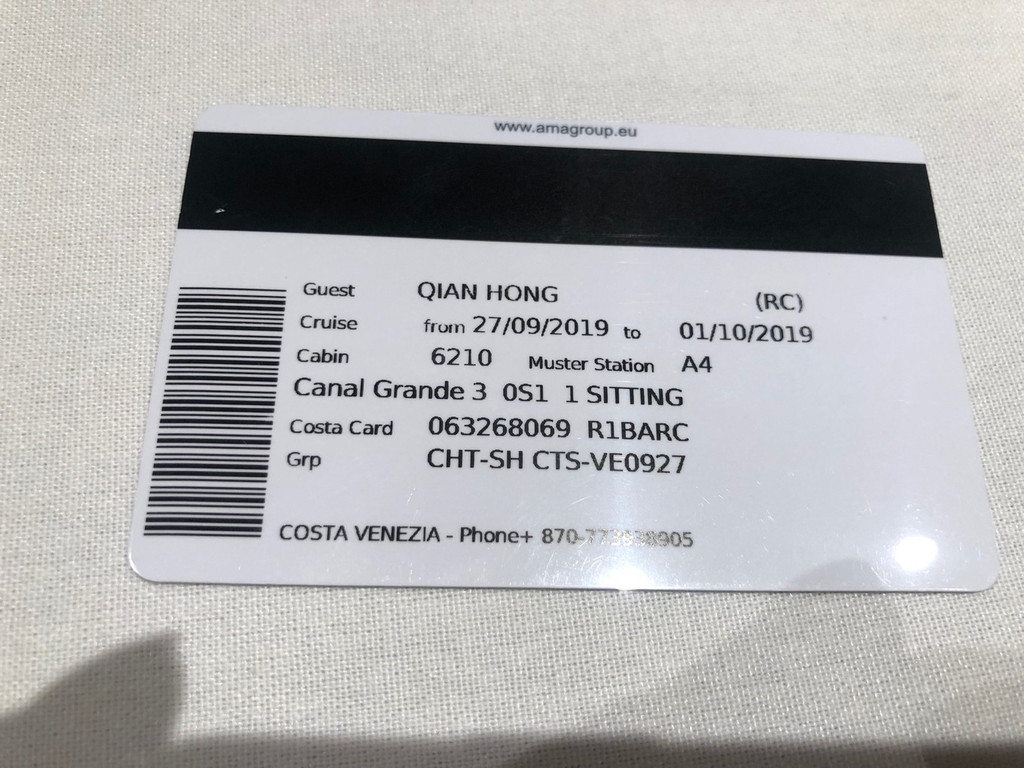 www.amagroup.eu
Guest QIAN HONG (RC)
Cruise from 27/09/2019 to 01/10/2019
Cabin 6210 Muster Station A4
Canal Grande 3 0S1 1 SITTING
Costa Card 063268069 R1BARC
Grp CHT-SH CTS-VE0927
COSTA VENEZIA - Phone+